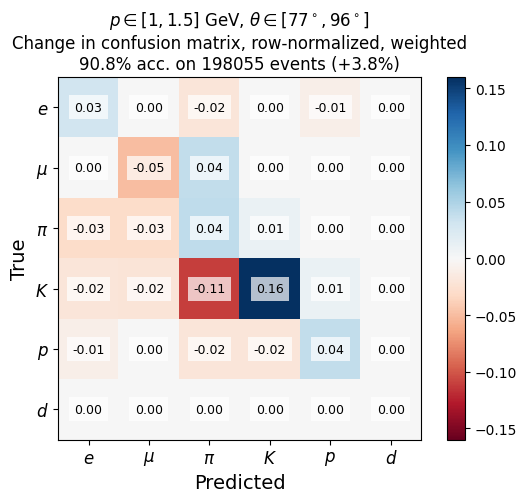 p ∈ [1, 1.5] GeV, θ ∈ [77°, 96°]
Change in confusion matrix, row-normalized, weighted
90.8% acc. on 198055 events (+3.8%)
e 0.03 0.00 -0.02 0.00 -0.01 0.00
μ 0.00 -0.05 0.04 0.00 0.00 0.00
π -0.03 -0.03 0.04 0.01 0.00 0.00
K -0.02 -0.02 -0.11 0.16 0.01 0.00
p -0.01 0.00 -0.02 -0.02 0.04 0.00
d 0.00 0.00 0.00 0.00 0.00 0.00
e μ π K p d
True
Predicted
0.15
0.10
0.05
0.00
−0.05
−0.10
−0.15